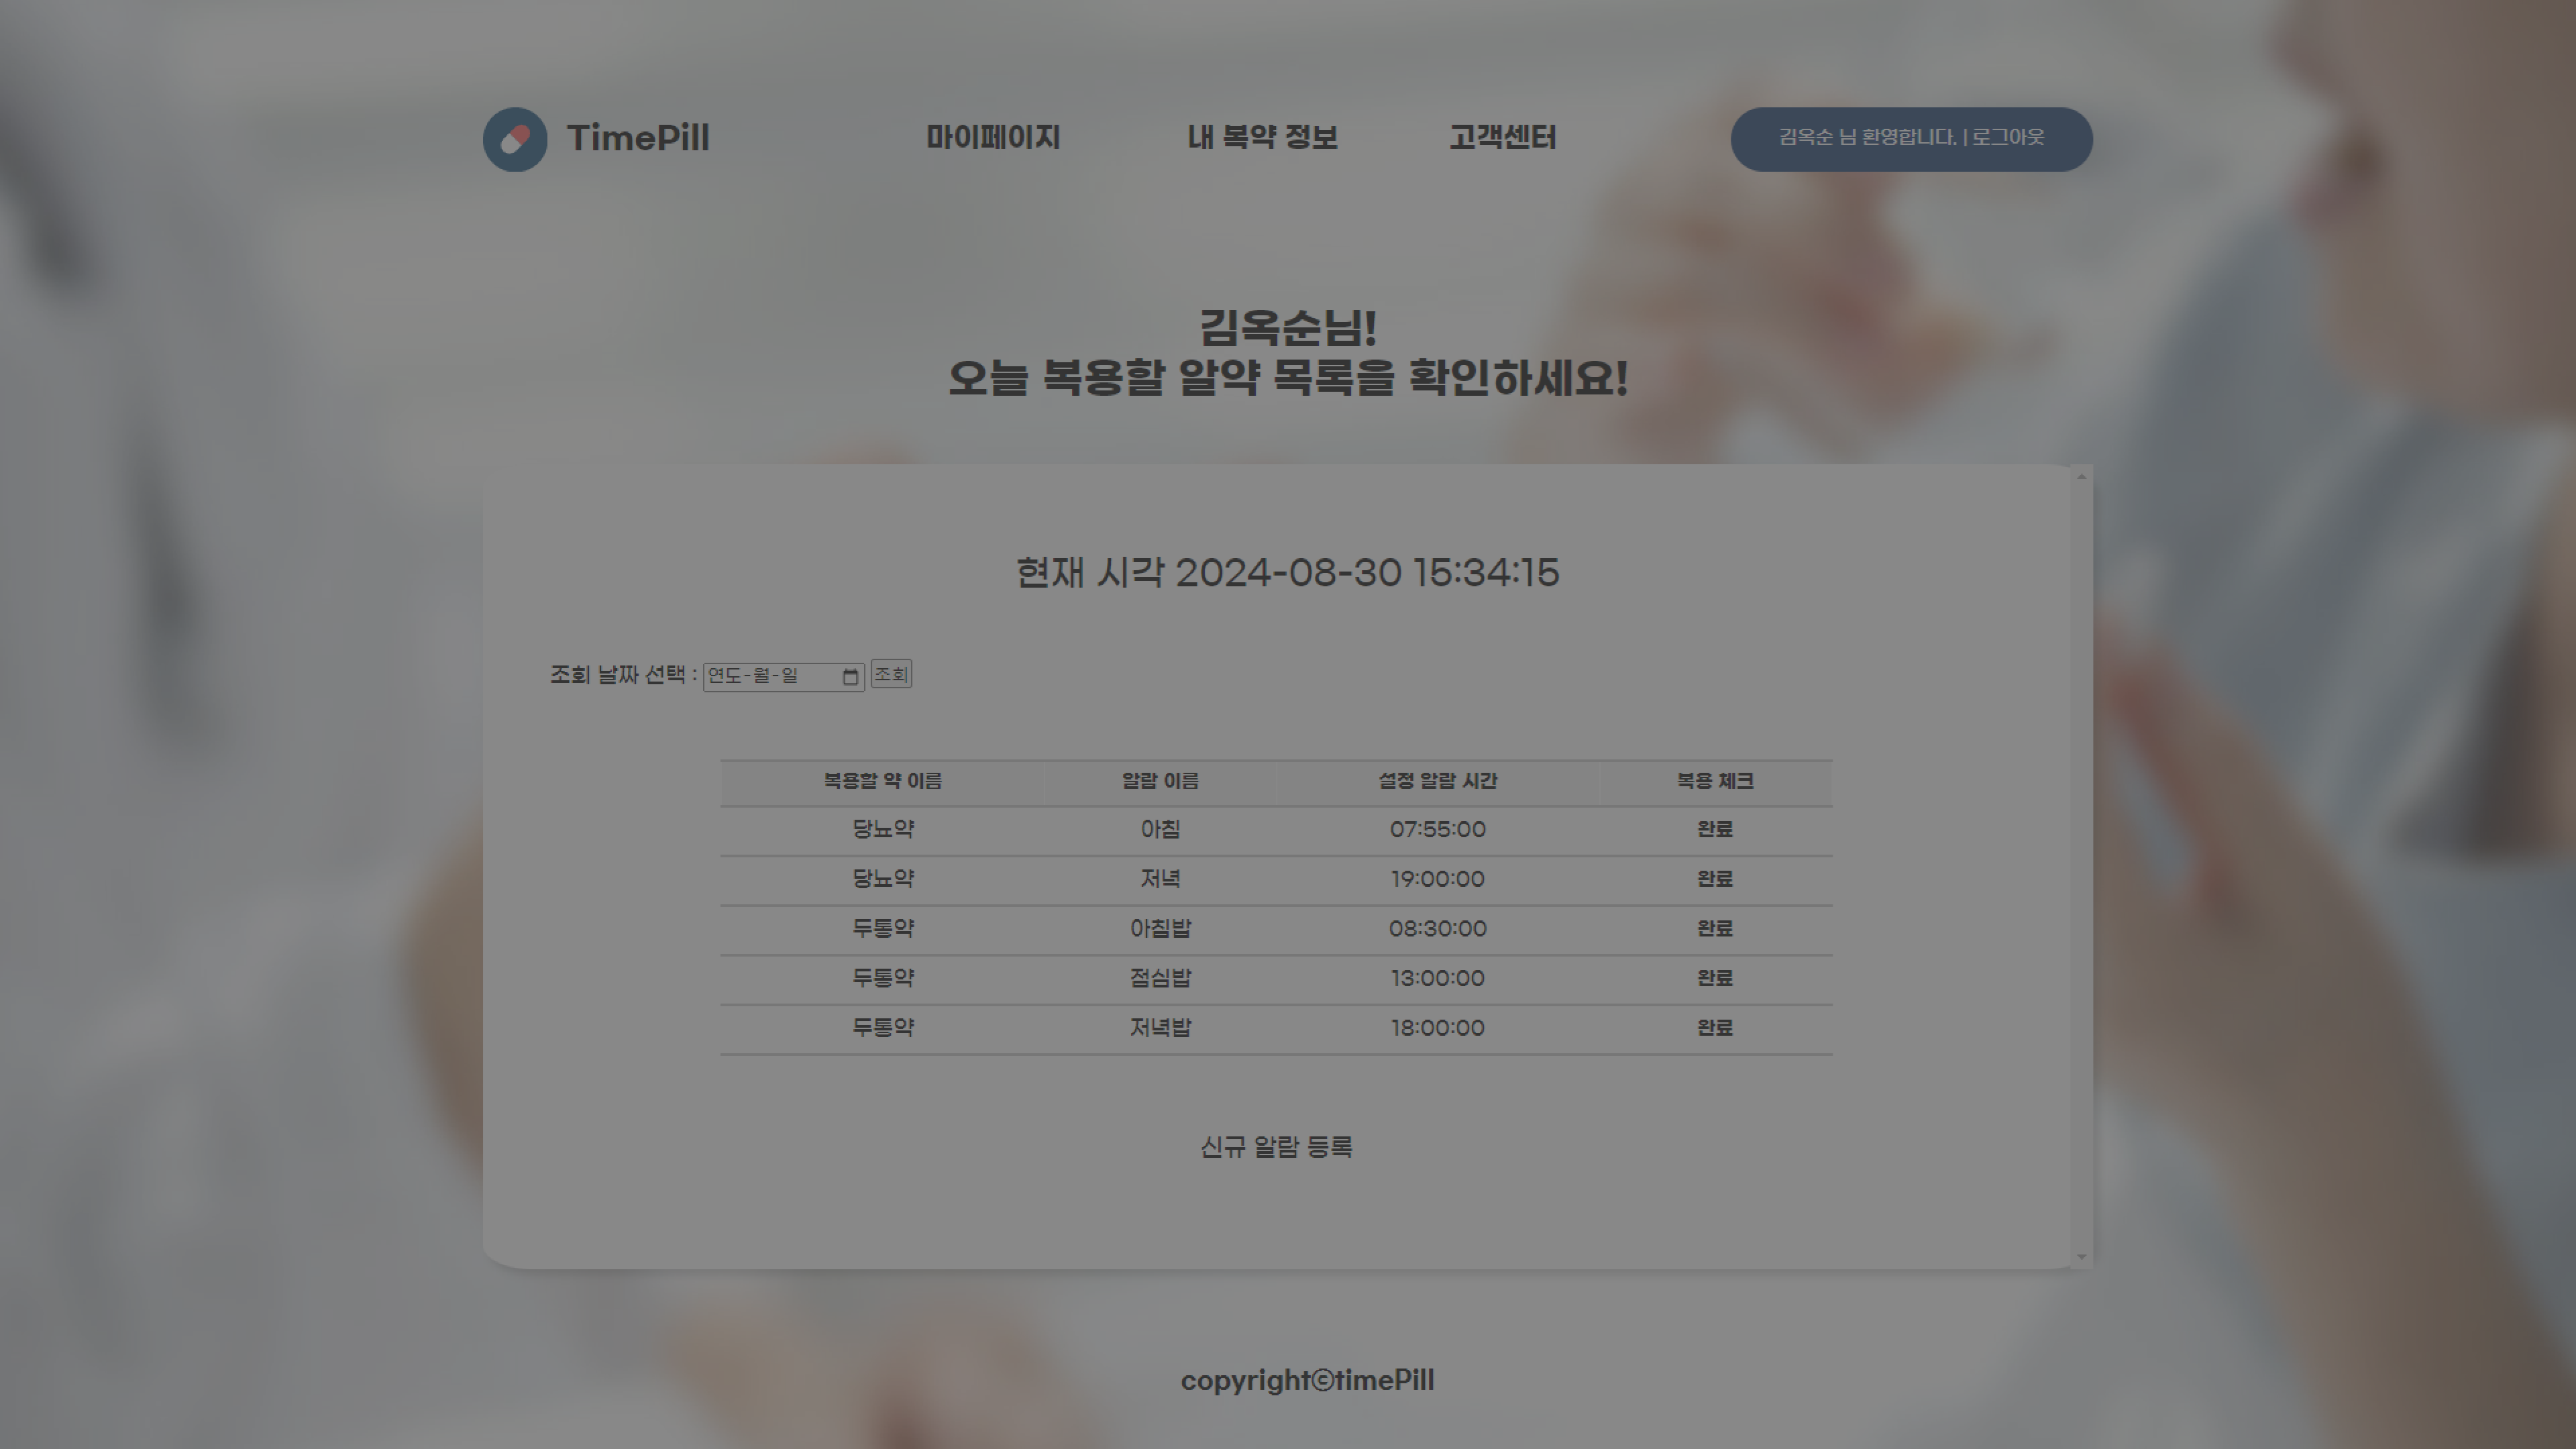 TimePill
마이페이지
내 복약 정보
고객센터
김옥순 님 환영합니다. | 로그아웃
김옥순님!
오늘 복용할 알약 목록을 확인하세요!
현재 시각 2024-08-30 15:34:15
조회 날짜 선택 : 연도-월-일 조회
복용할 약 이름 알람 이름 설정 알람 시간 복용 체크
당뇨약 아침 07:55:00 완료
당뇨약 저녁 19:00:00 완료
두통약 아침밥 08:30:00 완료
두통약 점심밥 13:00:00 완료
두통약 저녁밥 18:00:00 완료
신규 알람 등록
copyrightⓒtimePill